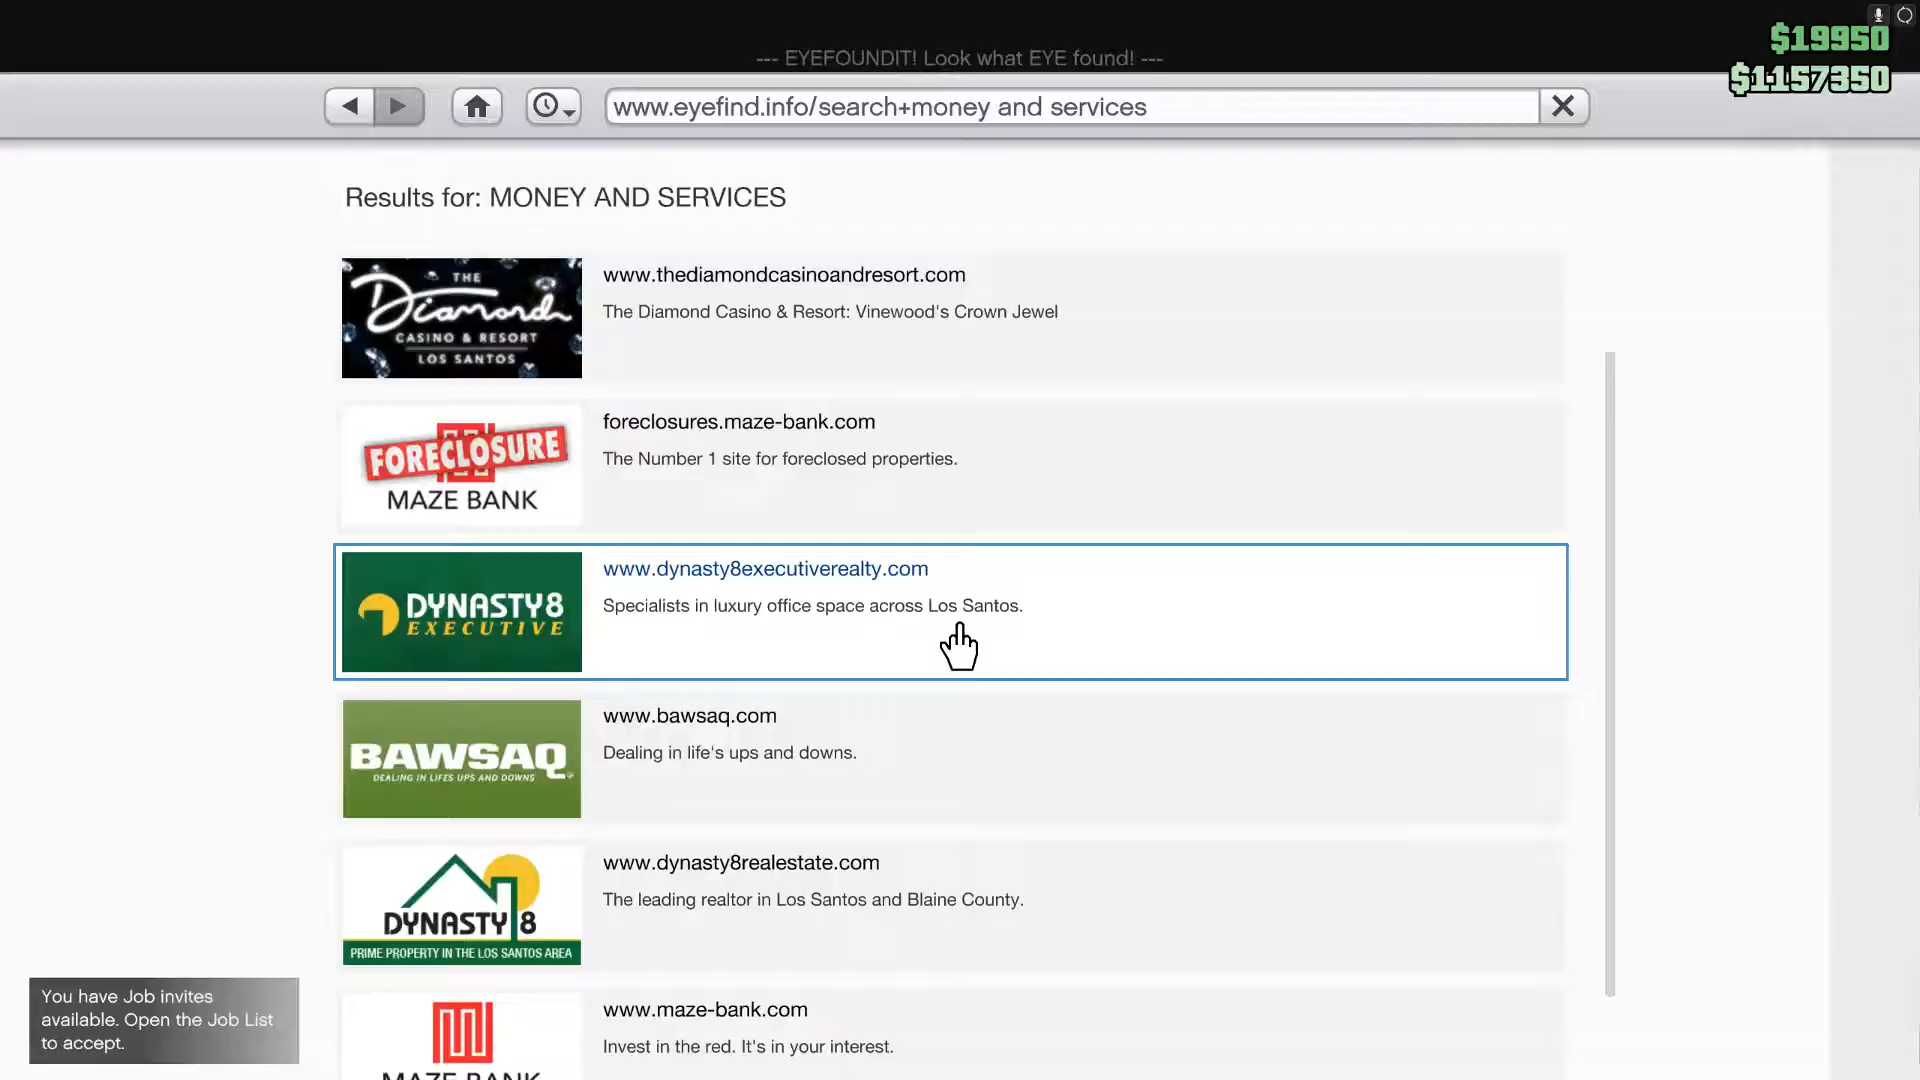 $19950
--- EYEFOUNDIT! Look what EYE found! ---
$1157350
www.eyefind.info/search+money and services
Results for: MONEY AND SERVICES
THE
Diamond
CASINO & RESORT
LOS SANTOS
www.thediamondcasinoandresort.com
The Diamond Casino & Resort: Vinewood's Crown Jewel
FORECLOSURE
MAZE BANK
foreclosures.maze-bank.com
The Number 1 site for foreclosed properties.
DYNASTY8
EXECUTIVE
www.dynasty8executiverealty.com
Specialists in luxury office space across Los Santos.
BAWSAQ
DEALING IN LIFES UPS AND DOWNS
www.bawsaq.com
Dealing in life's ups and downs.
DYNASTY 8
PRIME PROPERTY IN THE LOS SANTOS AREA
www.dynasty8realestate.com
The leading realtor in Los Santos and Blaine County.
MAZE BANK
www.maze-bank.com
Invest in the red. It's in your interest.
You have Job invites
available. Open the Job List
to accept.